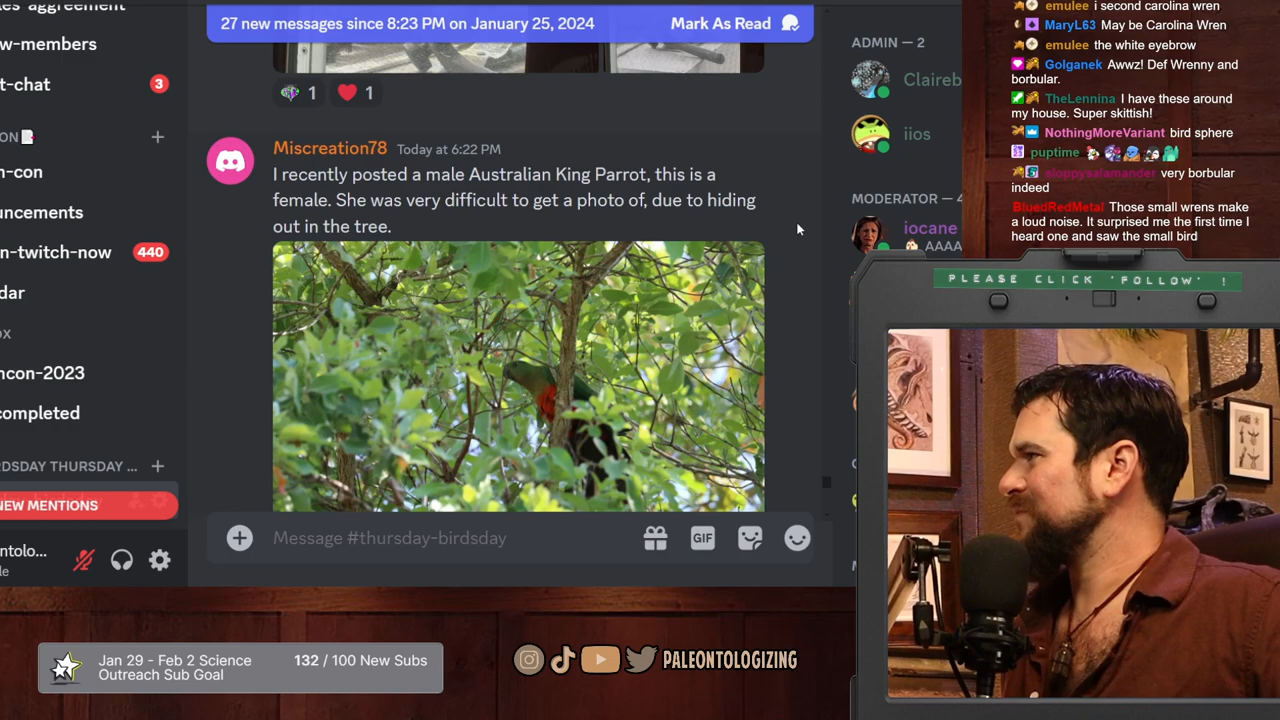 27 new messages since 8:23 PM on January 25, 2024
Mark As Read
w-members
t-chat
3
1
1
ON
n-con
uncements
n-twitch-now
440
dar
ncon-2023
completed
RDSDAY THURSDAY ...
NEW MENTIONS
ntolo...
Miscreation78 Today at 6:22 PM
I recently posted a male Australian King Parrot, this is a
female. She was very difficult to get a photo of, due to hiding
out in the tree.
Message #thursday-birdsday
GIF
ADMIN — 2
Claireb
iios
MODERATOR — 4
iocane
AAAA
emulee i second carolina wren
MaryL63 May be Carolina Wren
emulee the white eyebrow
Golganek Awwz! Def Wrenny and
borbular.
TheLennina I have these around
my house. Super skittish!
NothingMoreVariant bird sphere
puptime
sloppysalamander very borbular
indeed
BluedRedMetal Those small wrens make
a loud noise. It surprised me the first time I
heard one and saw the small bird
PLEASE CLICK "FOLLOW" !
Jan 29 - Feb 2 Science
Outreach Sub Goal
132 / 100 New Subs
PALEONTOLOGIZING